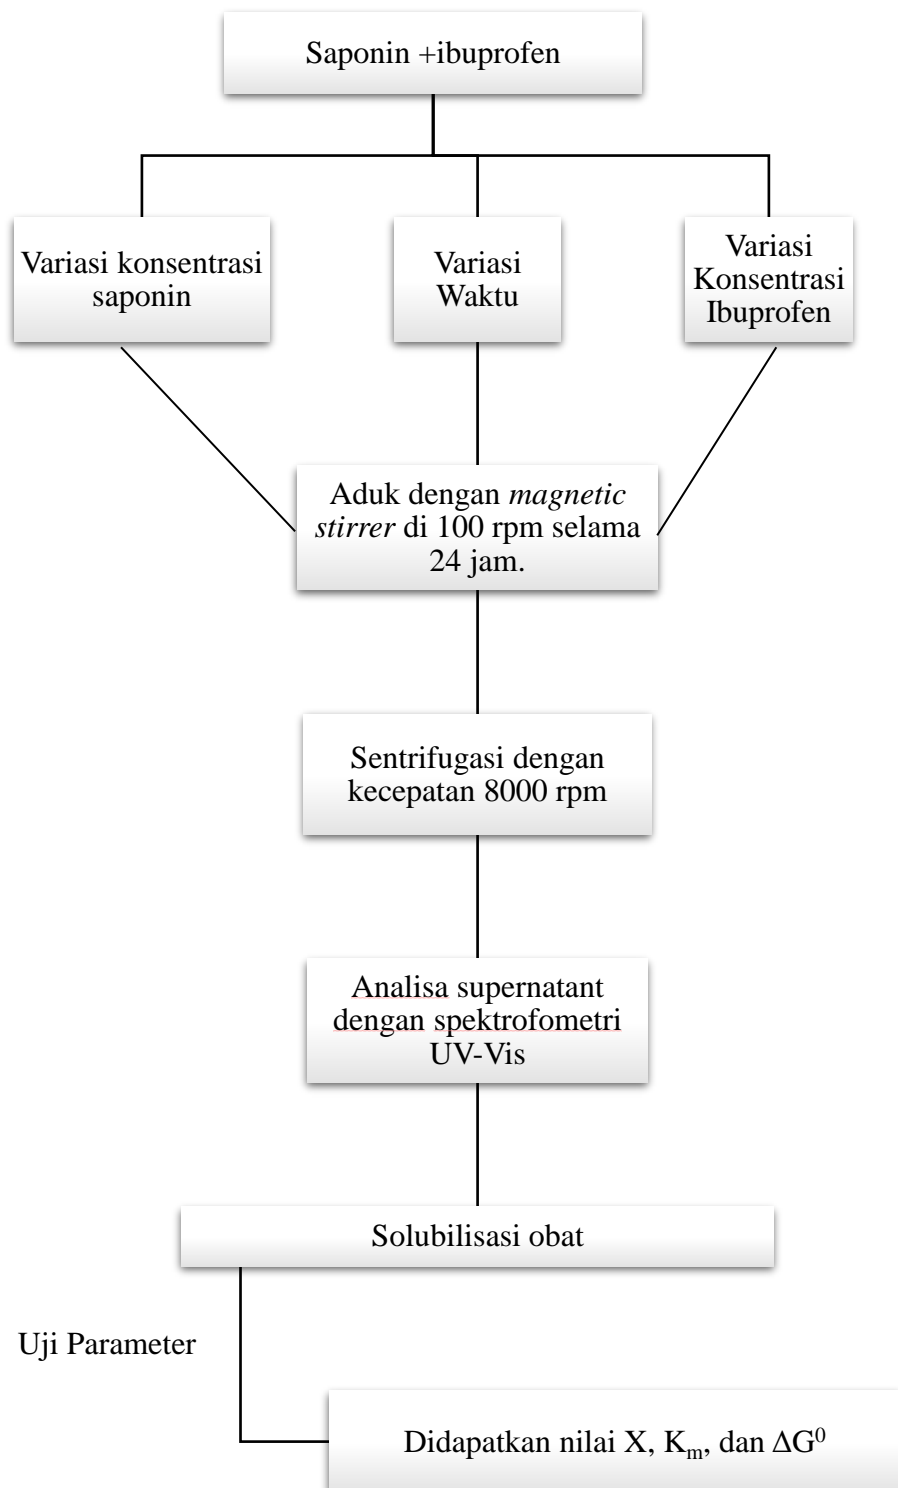 Saponin +ibuprofen
Variasi konsentrasi
saponin
Variasi
Waktu
Variasi
Konsentrasi
Ibuprofen
Aduk dengan magnetic
stirrer di 100 rpm selama
24 jam.
Sentrifugasi dengan
kecepatan 8000 rpm
Analisa supernatant
dengan spektrofometri
UV-Vis
Solubilisasi obat
Uji Parameter
Didapatkan nilai X, Kₘ, dan ΔG⁰